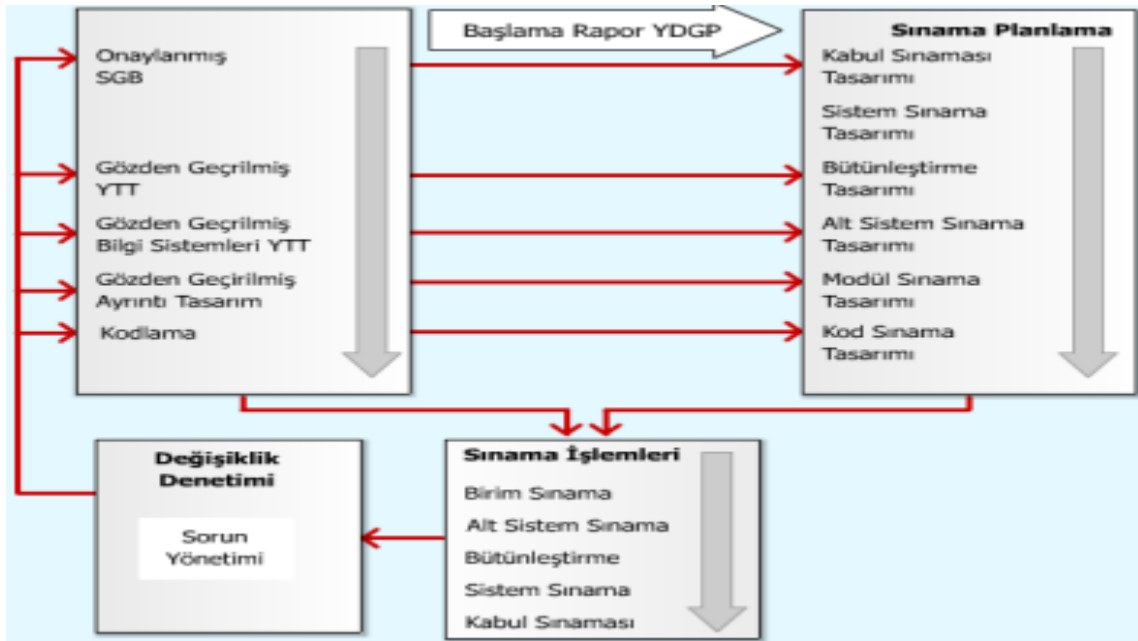 Başlama Rapor YDGP
Onaylanmış
SGB
Gözden Geçrilmiş
YTT
Gözden Geçrilmiş
Bilgi Sistemleri YTT
Gözden Geçirilmiş
Ayrıntı Tasarım
Kodlama
Sınama Planlama
Kabul Sınaması
Tasarımı
Sistem Sınama
Tasarımı
Bütünleştirme
Tasarımı
Alt Sistem Sınama
Tasarımı
Modül Sınama
Tasarımı
Kod Sınama
Tasarımı
Değişiklik
Denetimi
Sorun
Yönetimi
Sınama İşlemleri
Birim Sınama
Alt Sistem Sınama
Bütünleştirme
Sistem Sınama
Kabul Sınaması